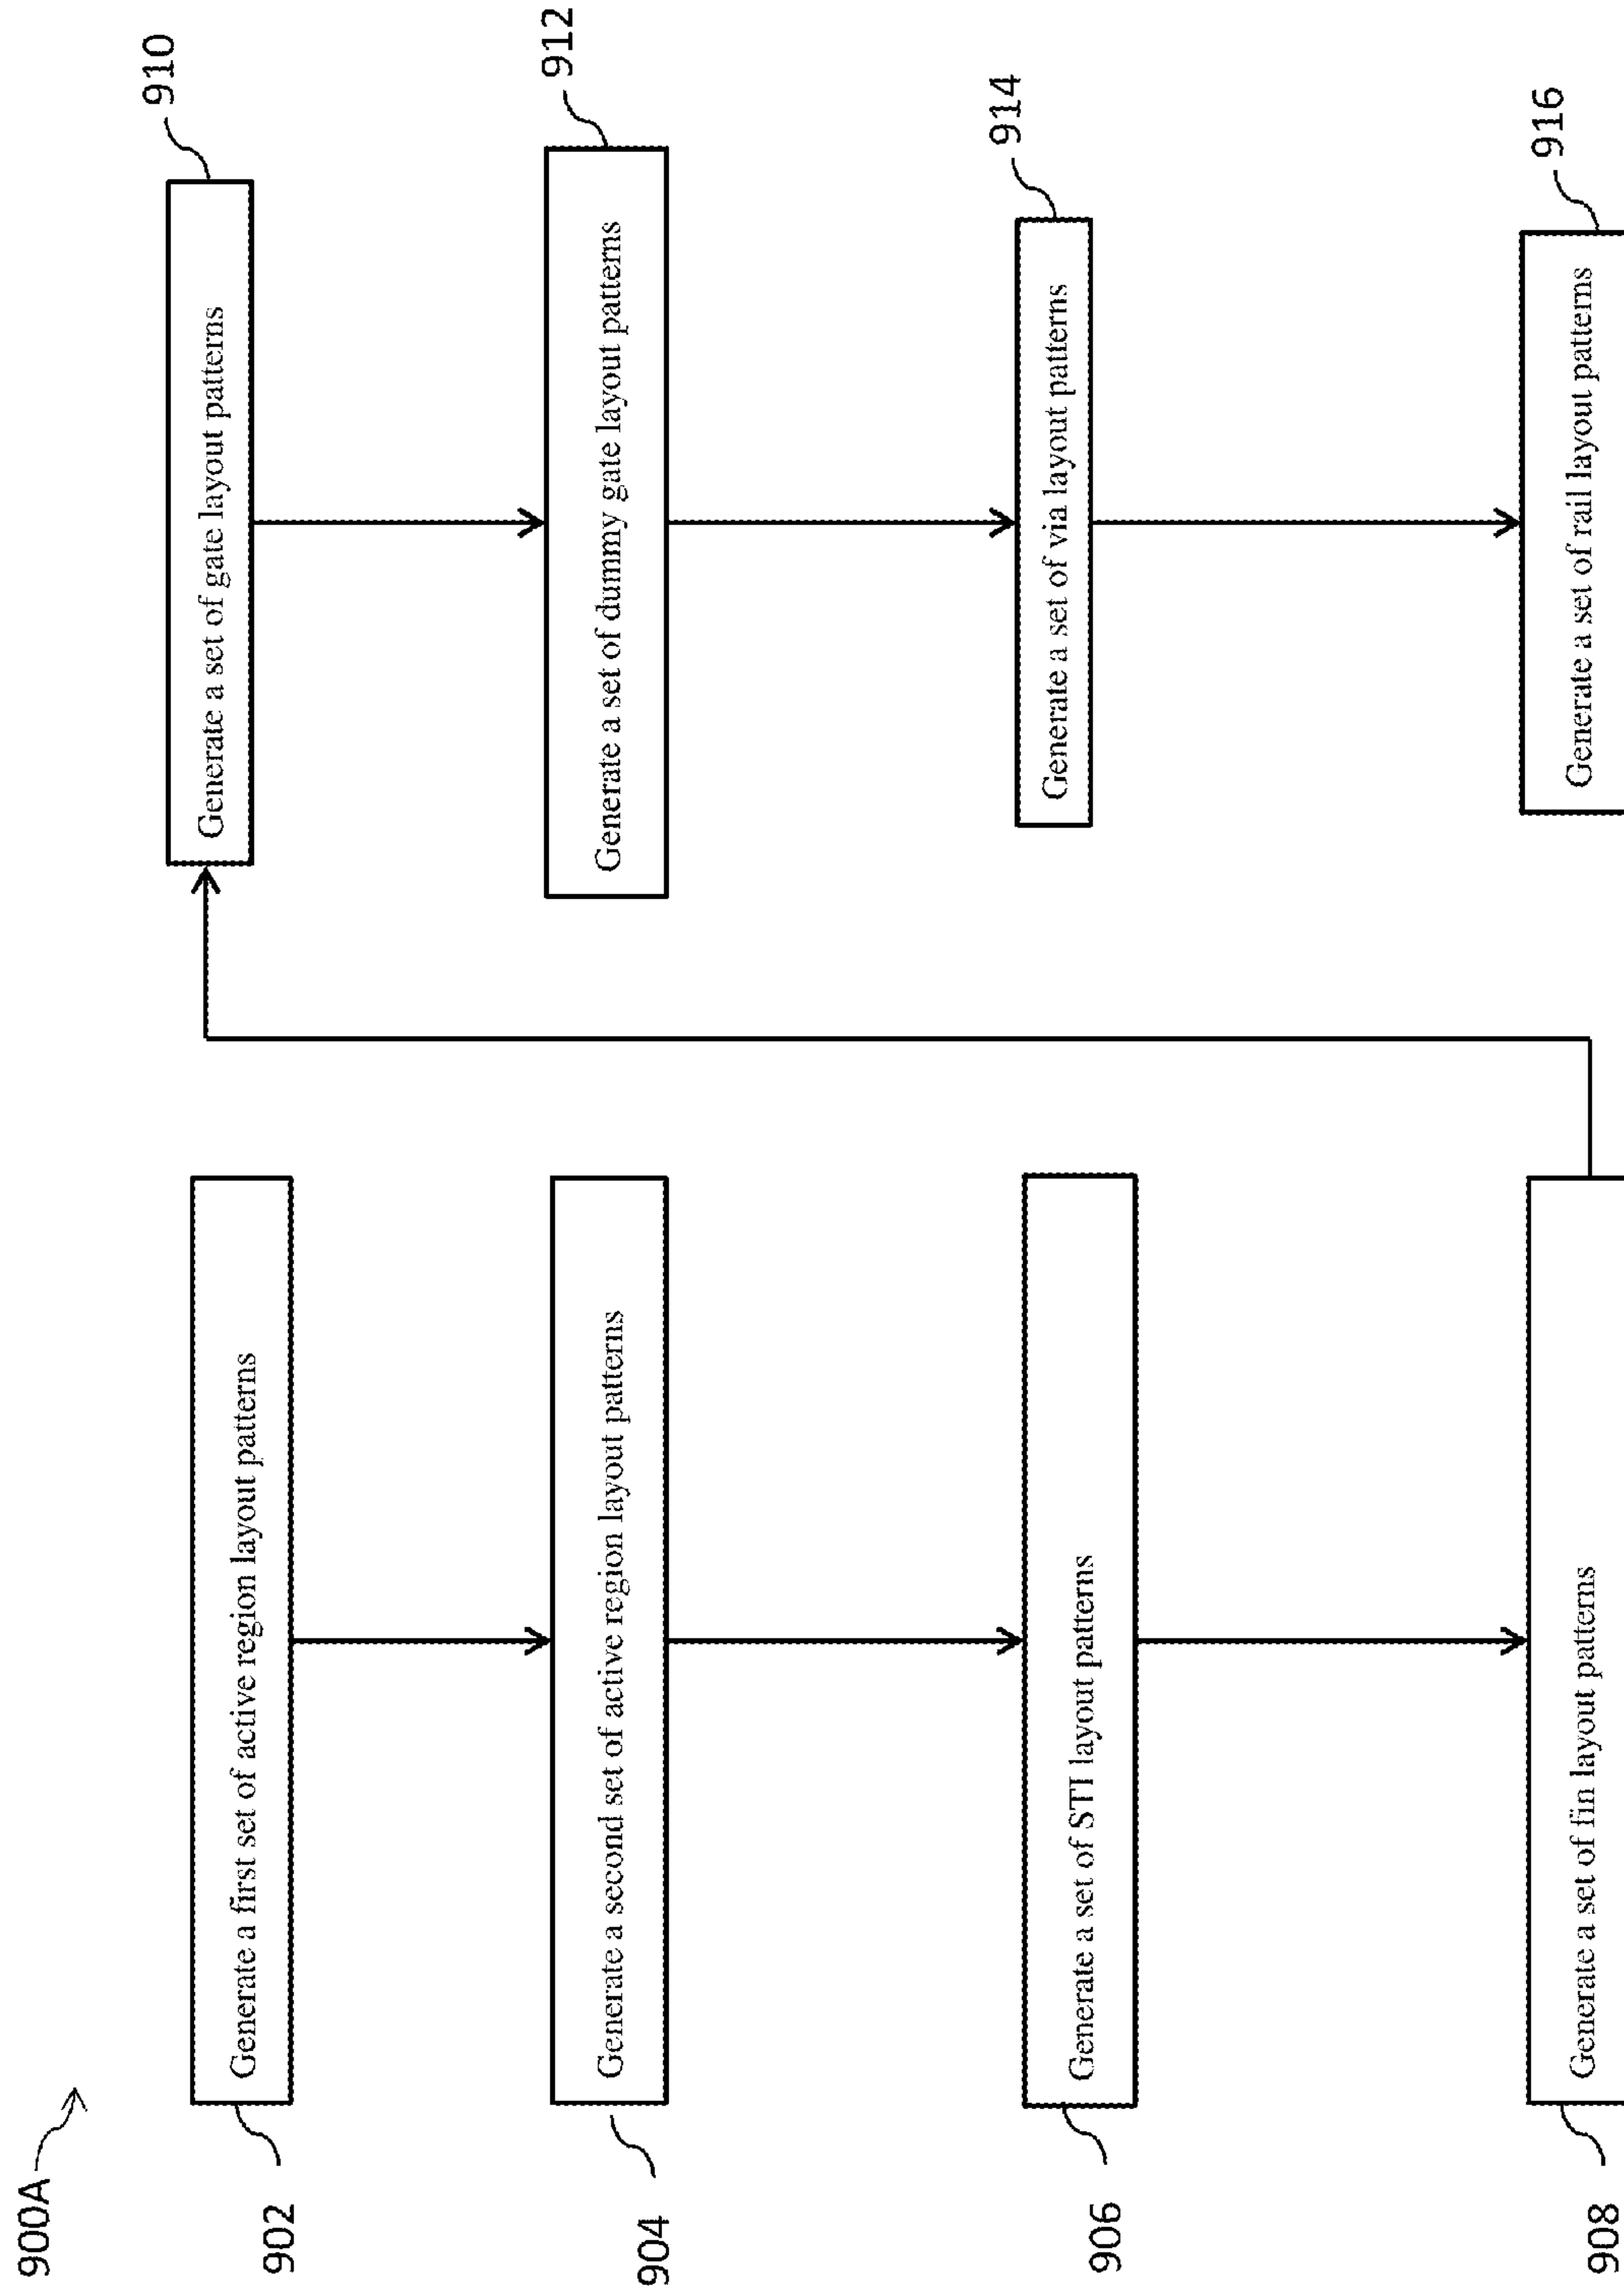 900A
902
Generate a first set of active region layout patterns
904
Generate a second set of active region layout patterns
906
Generate a set of STI layout patterns
908
Generate a set of fin layout patterns
910
Generate a set of gate layout patterns
912
Generate a set of dummy gate layout patterns
914
Generate a set of via layout patterns
916
Generate a set of rail layout patterns